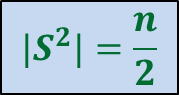 |S²| = n/2